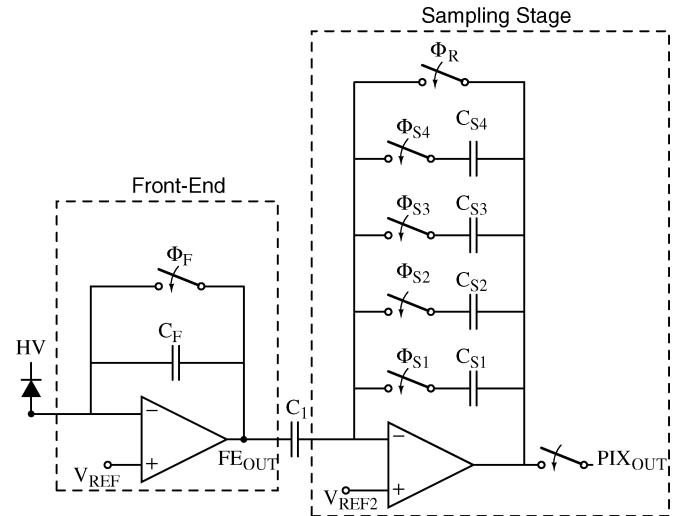 Sampling Stage
Φ_R
Φ_S4 C_S4
Φ_S3 C_S3
Φ_S2 C_S2
Φ_S1 C_S1
Front-End
Φ_F
C_F
HV
−
+
V_REF
FE_OUT
C_1
−
+
V_REF2
PIX_OUT